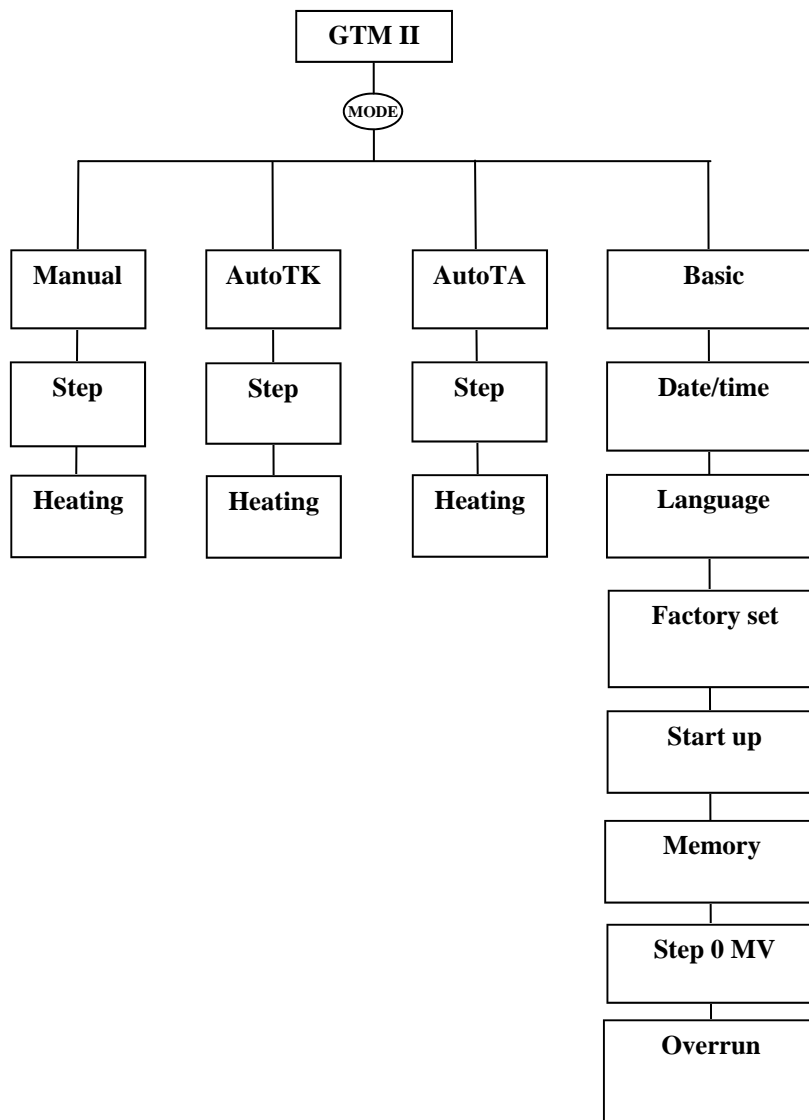 GTM II
MODE
Manual
AutoTK
AutoTA
Basic
Step
Step
Step
Date/time
Heating
Heating
Heating
Language
Factory set
Start up
Memory
Step 0 MV
Overrun